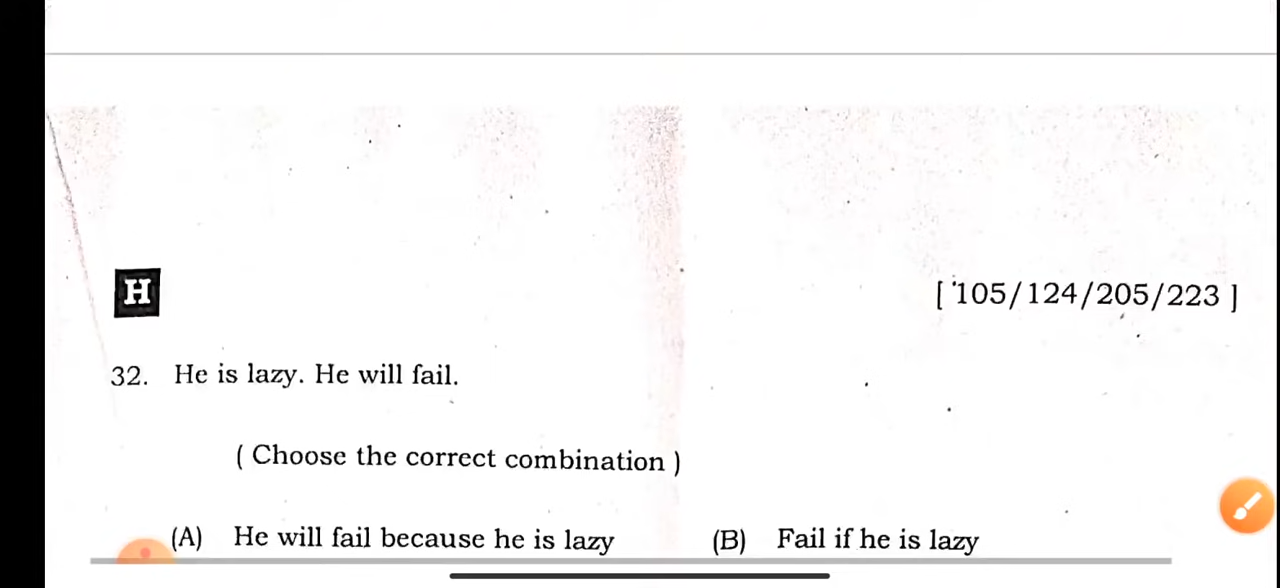 H
[ 105/124/205/223 ]
32. He is lazy. He will fail.
( Choose the correct combination )
(A) He will fail because he is lazy (B) Fail if he is lazy